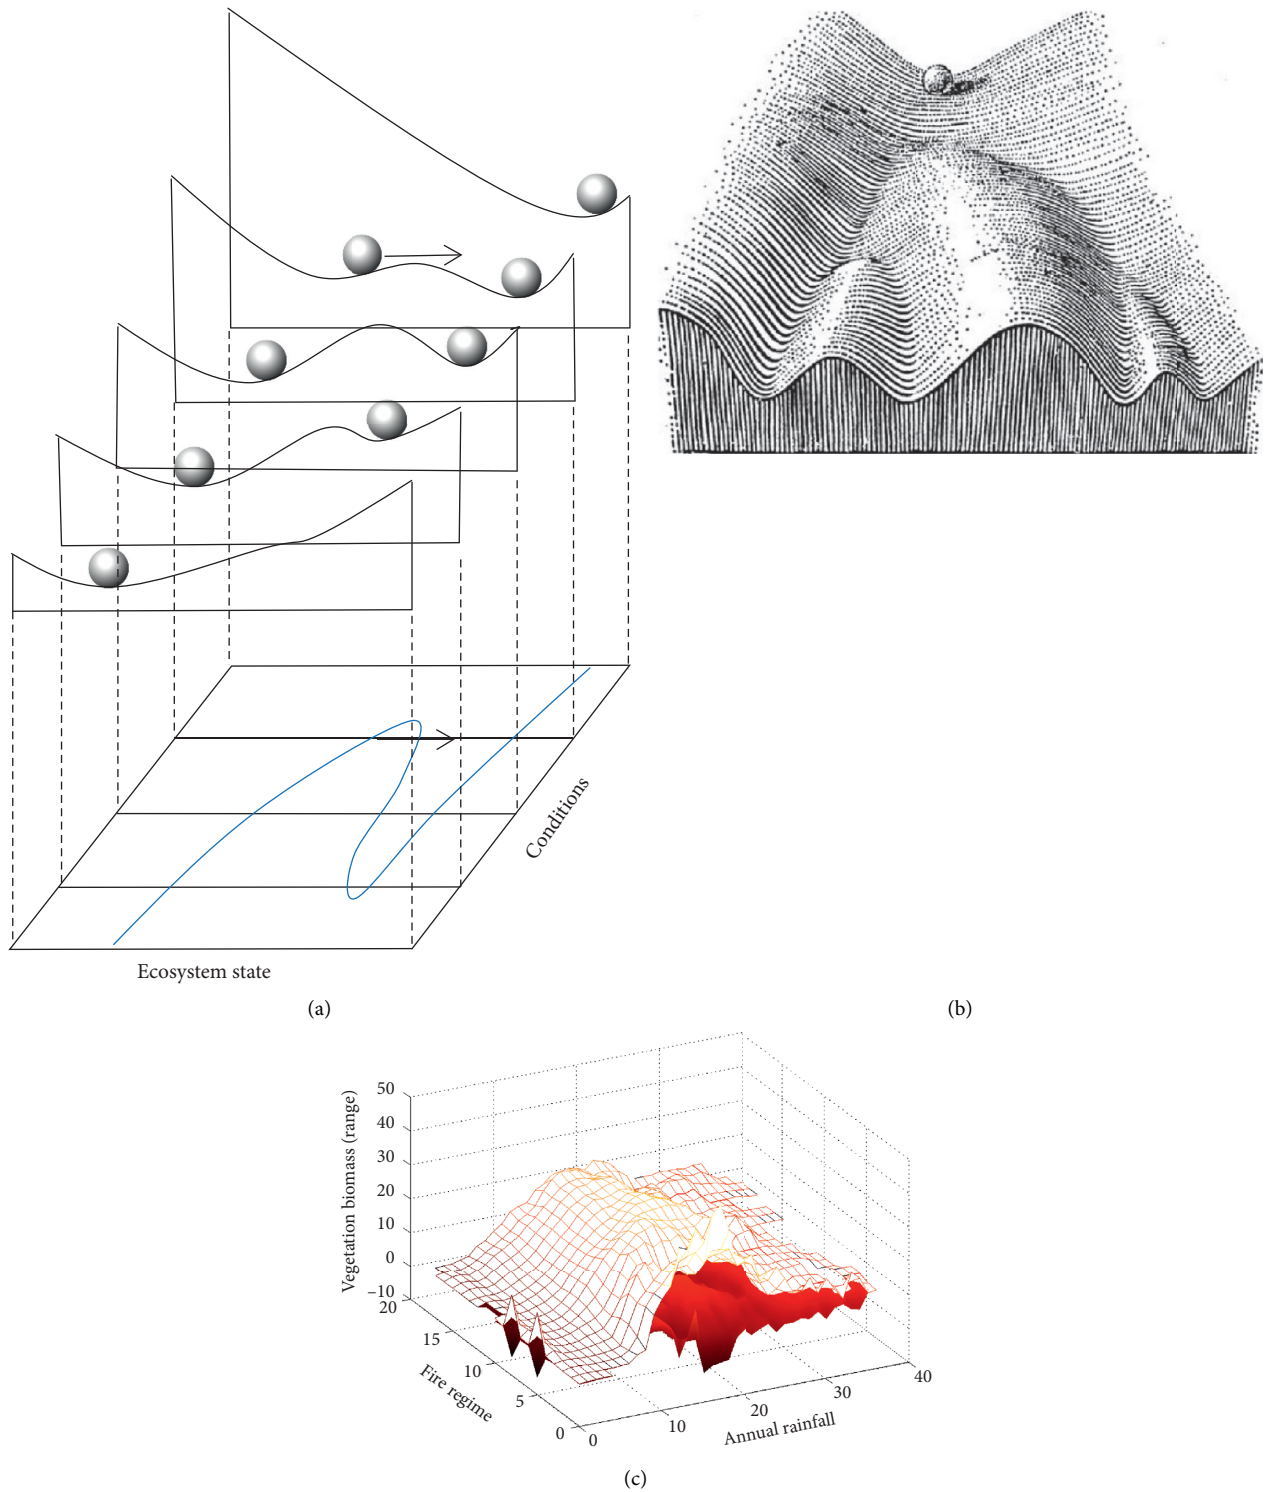 Conditions
Ecosystem state
(a)
(b)
Vegetation biomass (range)
50
40
30
20
10
0
−10
20
15
10
5
0
Fire regime
0
10
20
30
40
Annual rainfall
(c)